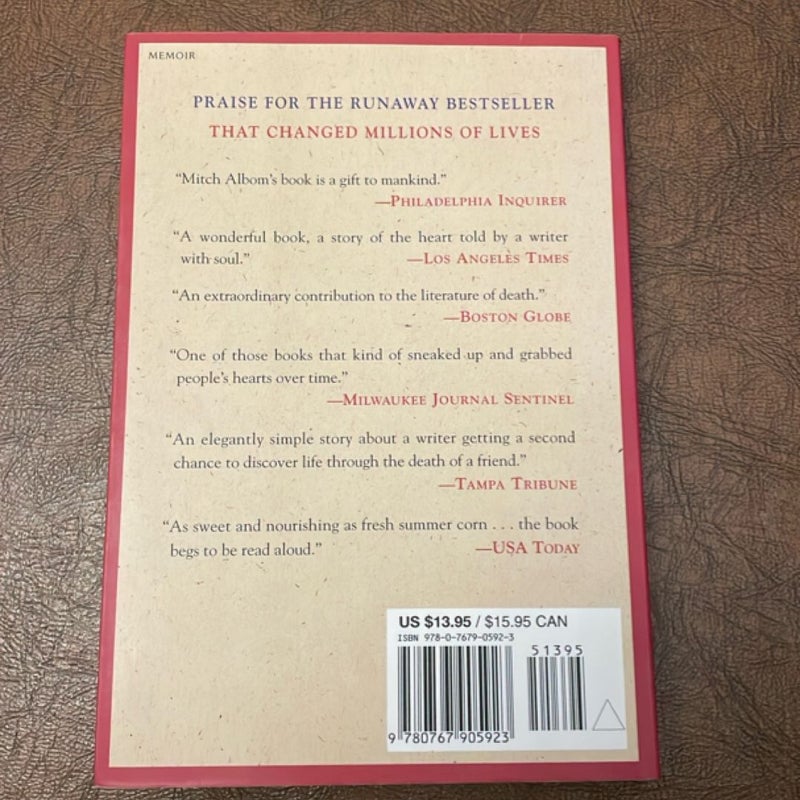 MEMOIR
PRAISE FOR THE RUNAWAY BESTSELLER
THAT CHANGED MILLIONS OF LIVES
“Mitch Albom’s book is a gift to mankind.”
—PHILADELPHIA INQUIRER
“A wonderful book, a story of the heart told by a writer
with soul.” —LOS ANGELES TIMES
“An extraordinary contribution to the literature of death.”
—BOSTON GLOBE
“One of those books that kind of sneaked up and grabbed
people’s hearts over time.”
—MILWAUKEE JOURNAL SENTINEL
“An elegantly simple story about a writer getting a second
chance to discover life through the death of a friend.”
—TAMPA TRIBUNE
“As sweet and nourishing as fresh summer corn . . . the book
begs to be read aloud.” —USA TODAY
US $13.95 / $15.95 CAN
ISBN 978-0-7679-0592-3
51395
9 780767 905923